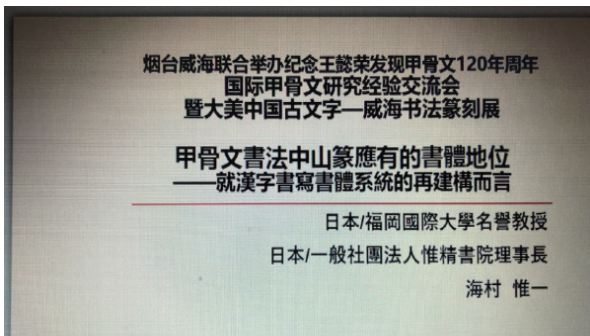 烟台威海联合举办纪念王懿荣发现甲骨文120年周年
国际甲骨文研究经验交流会
暨大美中国古文字—威海书法篆刻展
甲骨文書法中山篆應有的書體地位
——就漢字書寫書體系統的再建構而言
日本/福岡國際大學名譽教授
日本/一般社團法人惟精書院理事長
海村 惟一